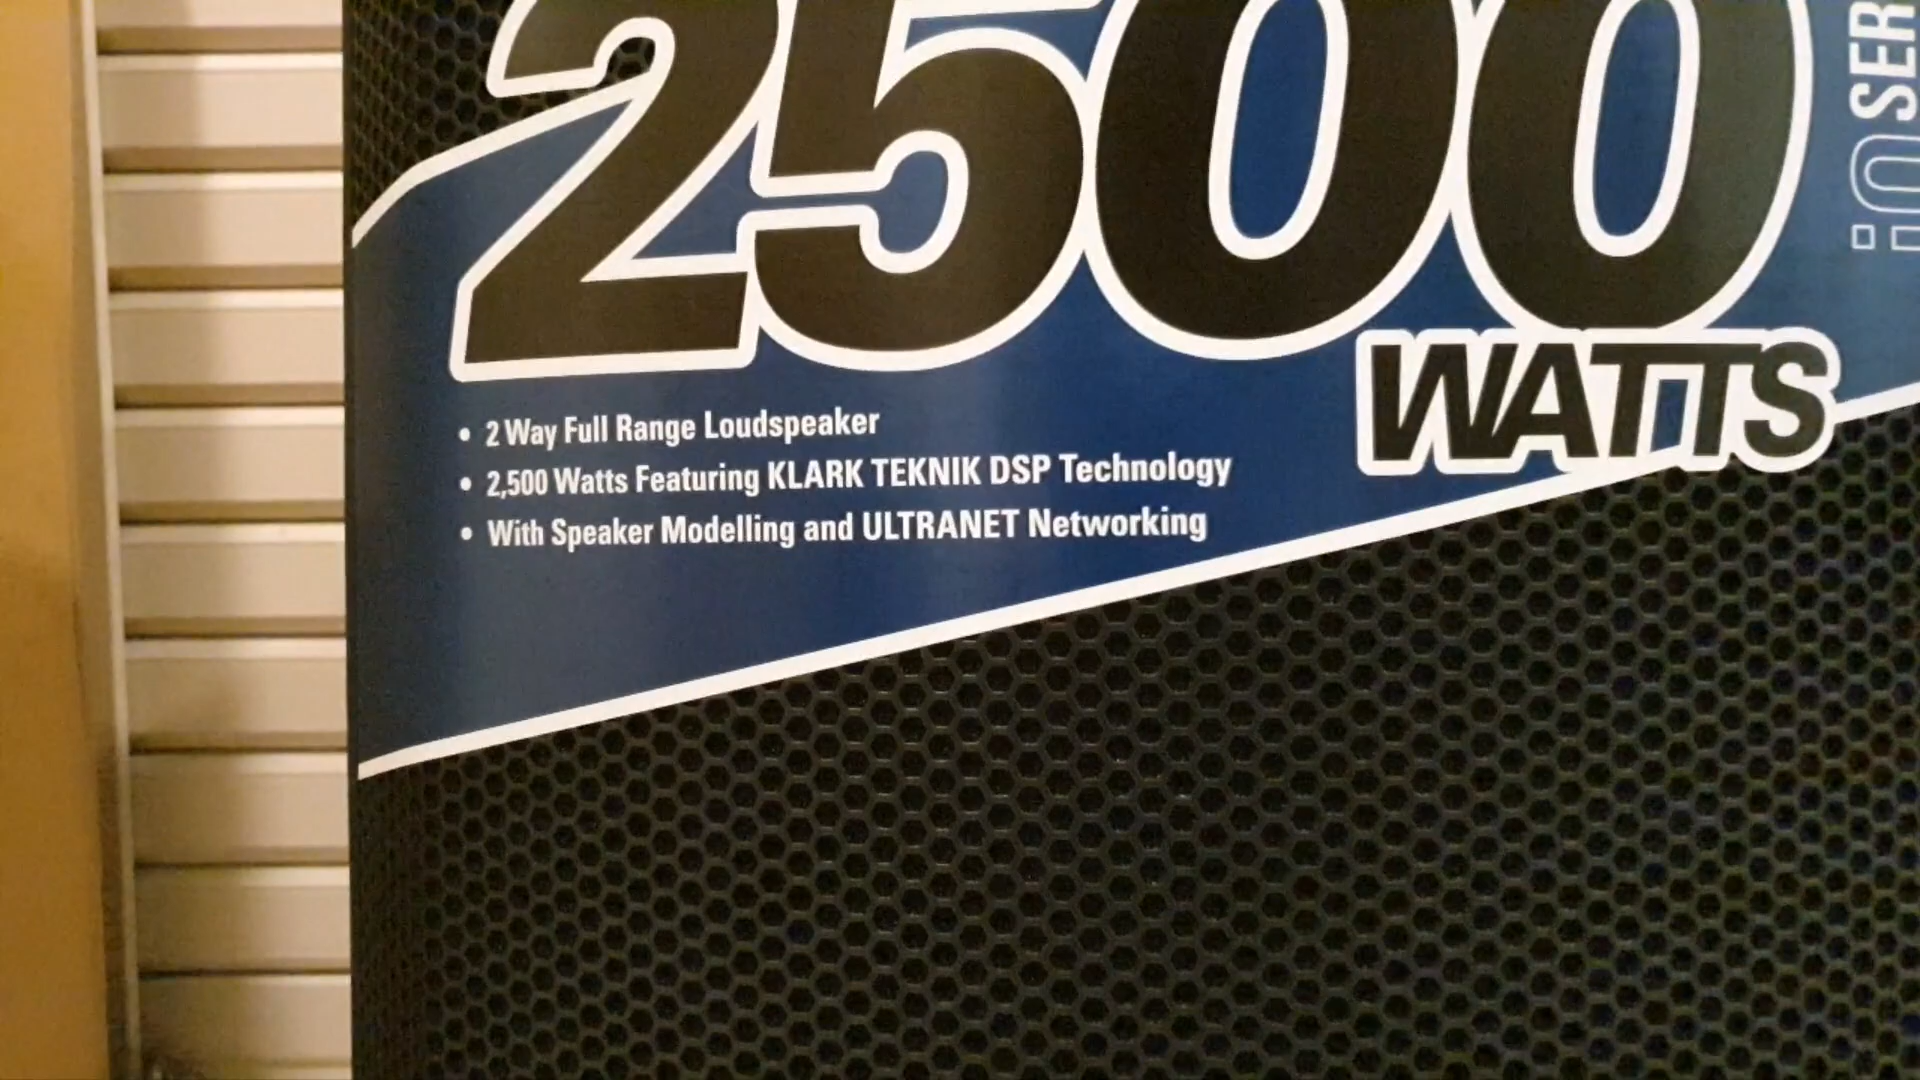 2500
WATTS
• 2 Way Full Range Loudspeaker
• 2,500 Watts Featuring KLARK TEKNIK DSP Technology
• With Speaker Modelling and ULTRANET Networking